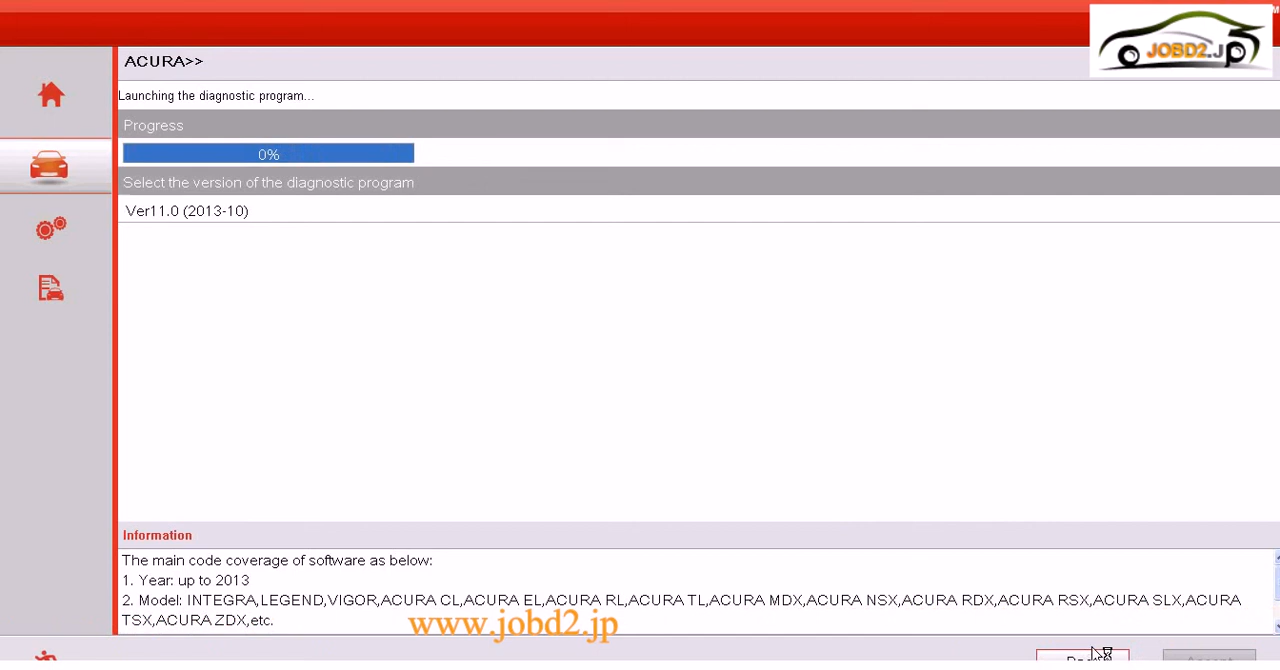 JOBD2.jp
ACURA>>
Launching the diagnostic program...
Progress
0%
Select the version of the diagnostic program
Ver11.0 (2013-10)
Information
The main code coverage of software as below:
1. Year: up to 2013
2. Model: INTEGRA,LEGEND,VIGOR,ACURA CL,ACURA EL,ACURA RL,ACURA TL,ACURA MDX,ACURA NSX,ACURA RDX,ACURA RSX,ACURA SLX,ACURA
TSX,ACURA ZDX,etc.
www.jobd2.jp